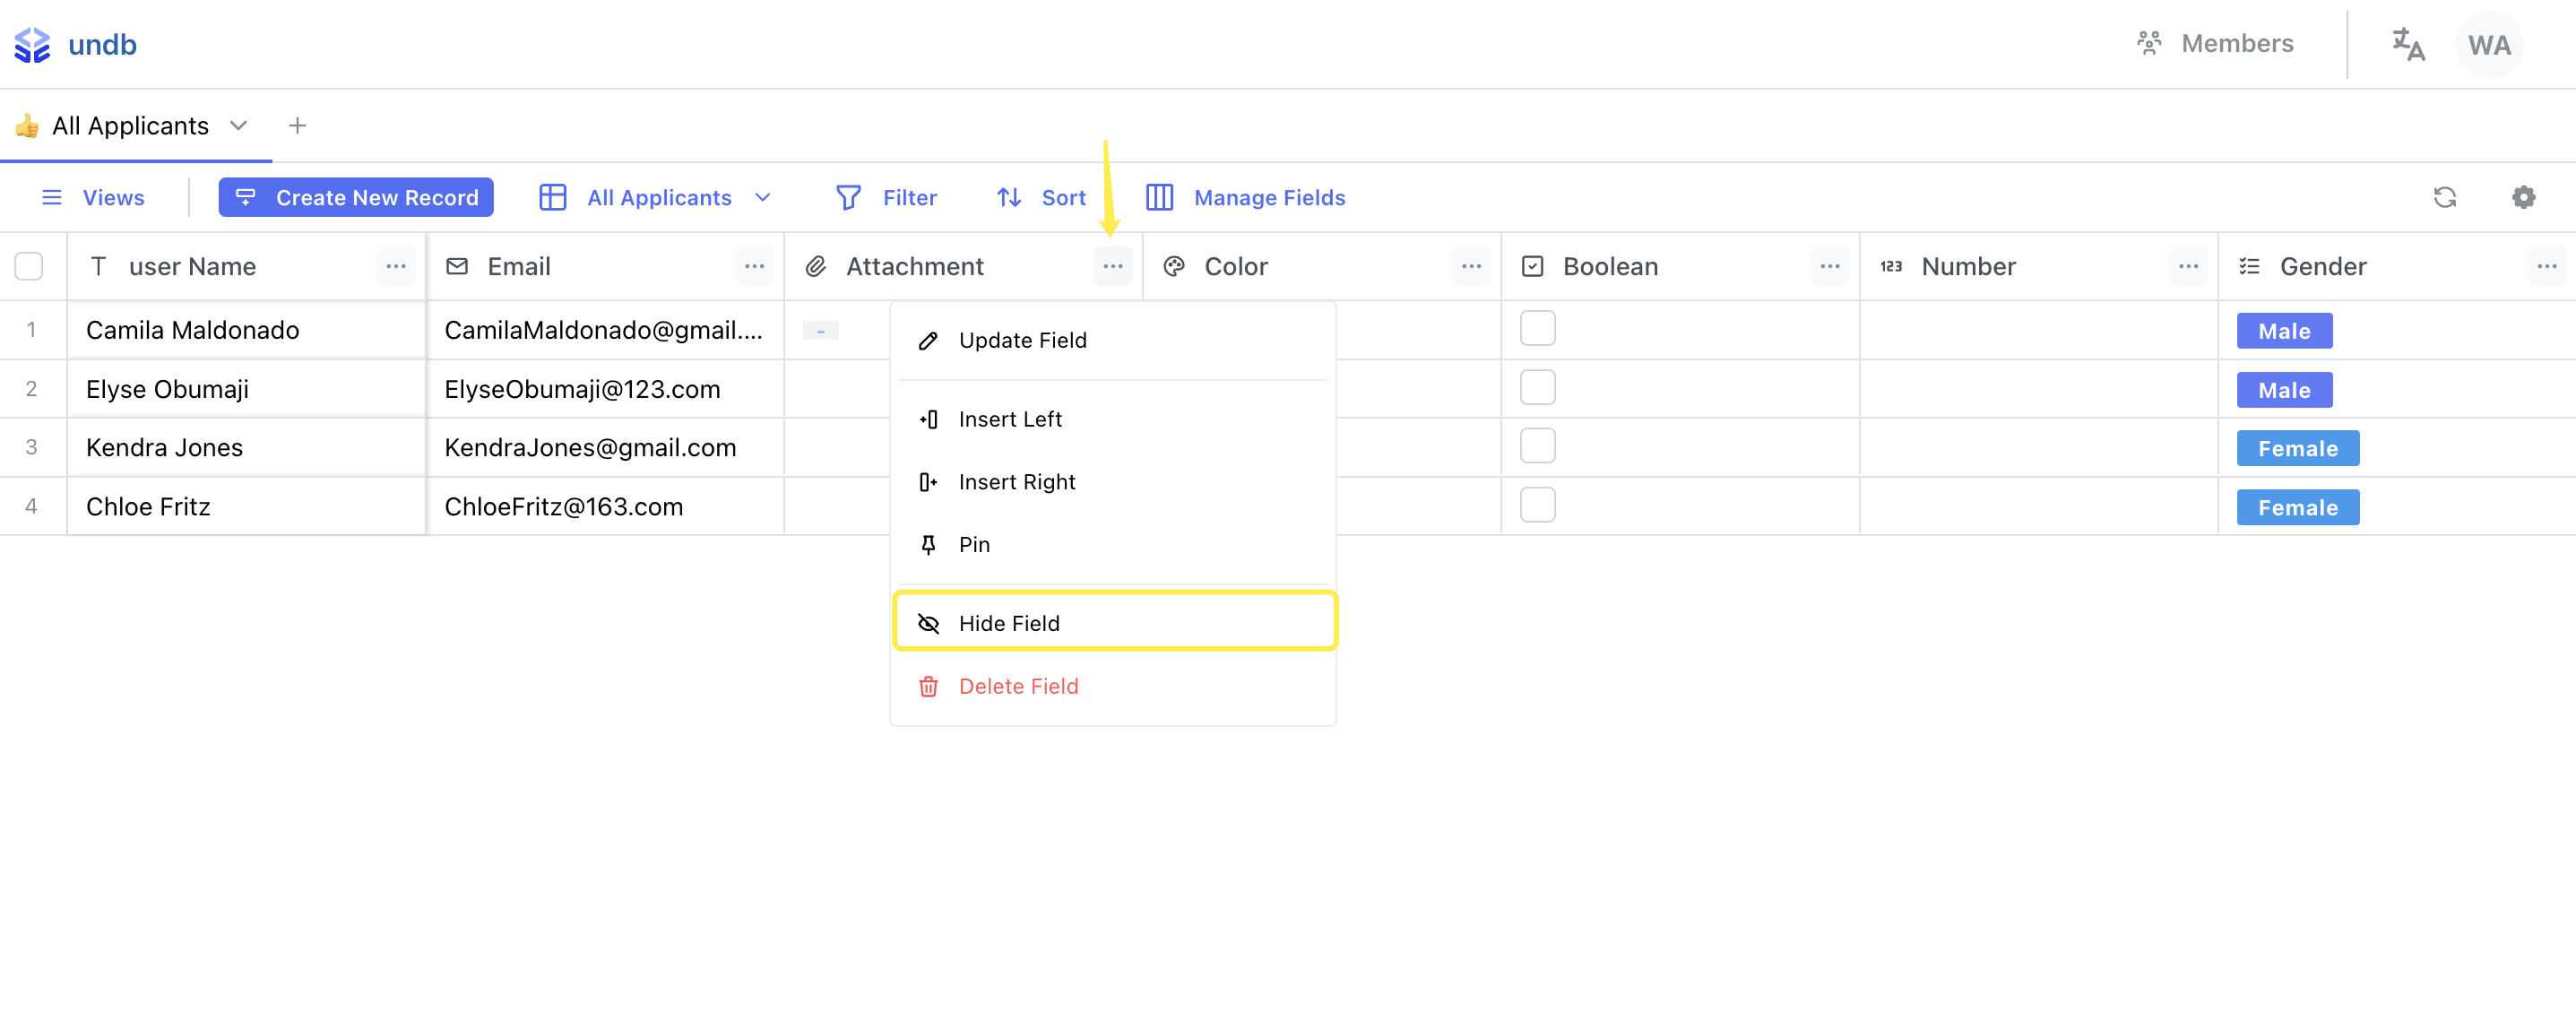 undb
Members
WA
All Applicants
Views
Create New Record
All Applicants
Filter
Sort
Manage Fields
user Name
Email
Attachment
Color
Boolean
123 Number
Gender
1 Camila Maldonado CamilaMaldonado@gmail.... - Male
2 Elyse Obumaji ElyseObumaji@123.com Male
3 Kendra Jones KendraJones@gmail.com Female
4 Chloe Fritz ChloeFritz@163.com Female
Update Field
Insert Left
Insert Right
Pin
Hide Field
Delete Field